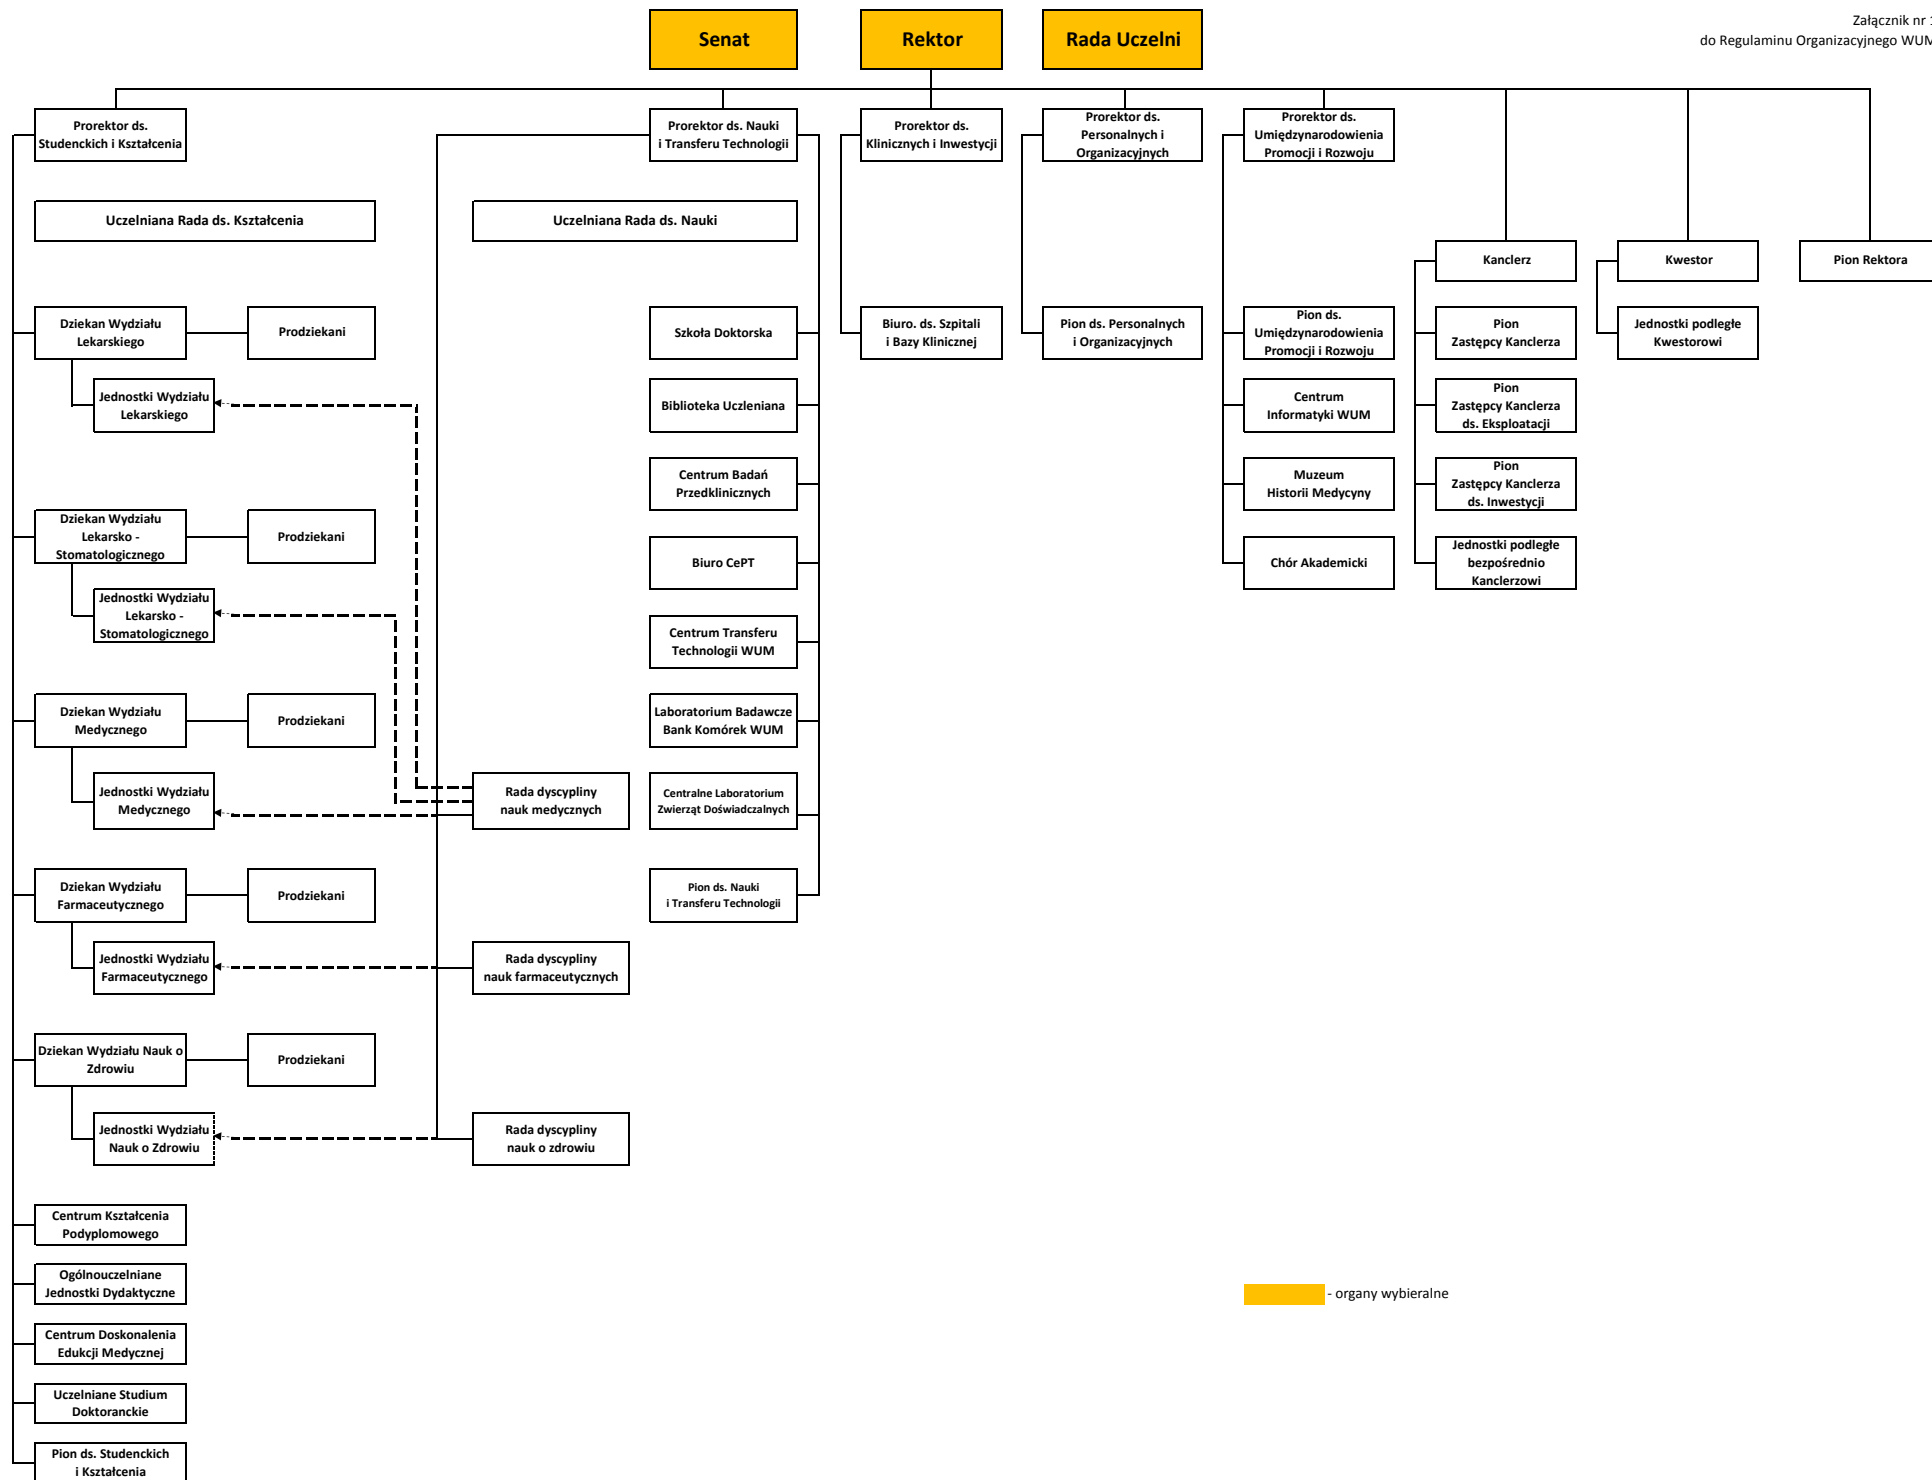 Załącznik nr 1
do Regulaminu Organizacyjnego WUM
Senat
Rektor
Rada Uczelni
Prorektor ds.
Studenckich i Kształcenia
Prorektor ds. Nauki
i Transferu Technologii
Prorektor ds.
Klinicznych i Inwestycji
Prorektor ds.
Personalnych i
Organizacyjnych
Prorektor ds.
Umiędzynarodowienia
Promocji i Rozwoju
Uczelniana Rada ds. Kształcenia
Uczelniana Rada ds. Nauki
Kanclerz
Kwestor
Pion Rektora
Dziekan Wydziału
Lekarskiego
Prodziekani
Szkoła Doktorska
Biuro. ds. Szpitali
i Bazy Klinicznej
Pion ds. Personalnych
i Organizacyjnych
Pion ds.
Umiędzynarodowienia
Promocji i Rozwoju
Pion
Zastępcy Kanclerza
Jednostki podległe
Kwestorowi
Jednostki Wydziału
Lekarskiego
Biblioteka Uczleniana
Centrum
Informatyki WUM
Pion
Zastępcy Kanclerza
ds. Eksploatacji
Centrum Badań
Przedklinicznych
Muzeum
Historii Medycyny
Pion
Zastępcy Kanclerza
ds. Inwestycji
Dziekan Wydziału
Lekarsko -
Stomatologicznego
Prodziekani
Biuro CePT
Chór Akademicki
Jednostki podległe
bezpośrednio
Kanclerzowi
Jednostki Wydziału
Lekarsko -
Stomatologicznego
Centrum Transferu
Technologii WUM
Dziekan Wydziału
Medycznego
Prodziekani
Laboratorium Badawcze
Bank Komórek WUM
Jednostki Wydziału
Medycznego
Rada dyscypliny
nauk medycznych
Centralne Laboratorium
Zwierząt Doświadczalnych
Dziekan Wydziału
Farmaceutycznego
Prodziekani
Pion ds. Nauki
i Transferu Technologii
Jednostki Wydziału
Farmaceutycznego
Rada dyscypliny
nauk farmaceutycznych
Dziekan Wydziału Nauk o
Zdrowiu
Prodziekani
Jednostki Wydziału
Nauk o Zdrowiu
Rada dyscypliny
nauk o zdrowiu
Centrum Kształcenia
Podyplomowego
Ogólnouczelniane
Jednostki Dydaktyczne
- organy wybieralne
Centrum Doskonalenia
Edukcji Medycznej
Uczelniane Studium
Doktoranckie
Pion ds. Studenckich
i Kształcenia